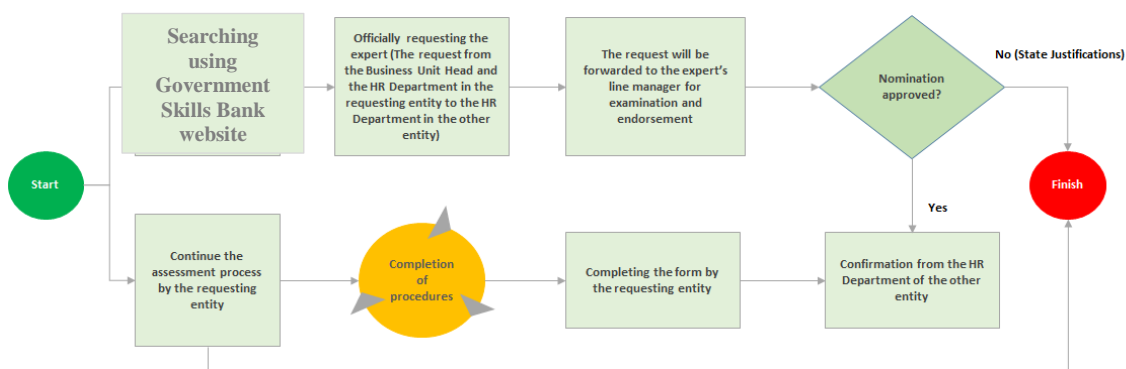 Searching
using
Government
Skills Bank
website
Officially requesting the
expert (The request from
the Business Unit Head and
the HR Department in the
requesting entity to the HR
Department in the other
entity)
The request will be
forwarded to the expert's
line manager for
examination and
endorsement
Nomination
approved?
No (State Justifications)
Start
Finish
Yes
Continue the
assessment process
by the requesting
entity
Completion
of
procedures
Completing the form by
the requesting entity
Confirmation from the HR
Department of the other
entity